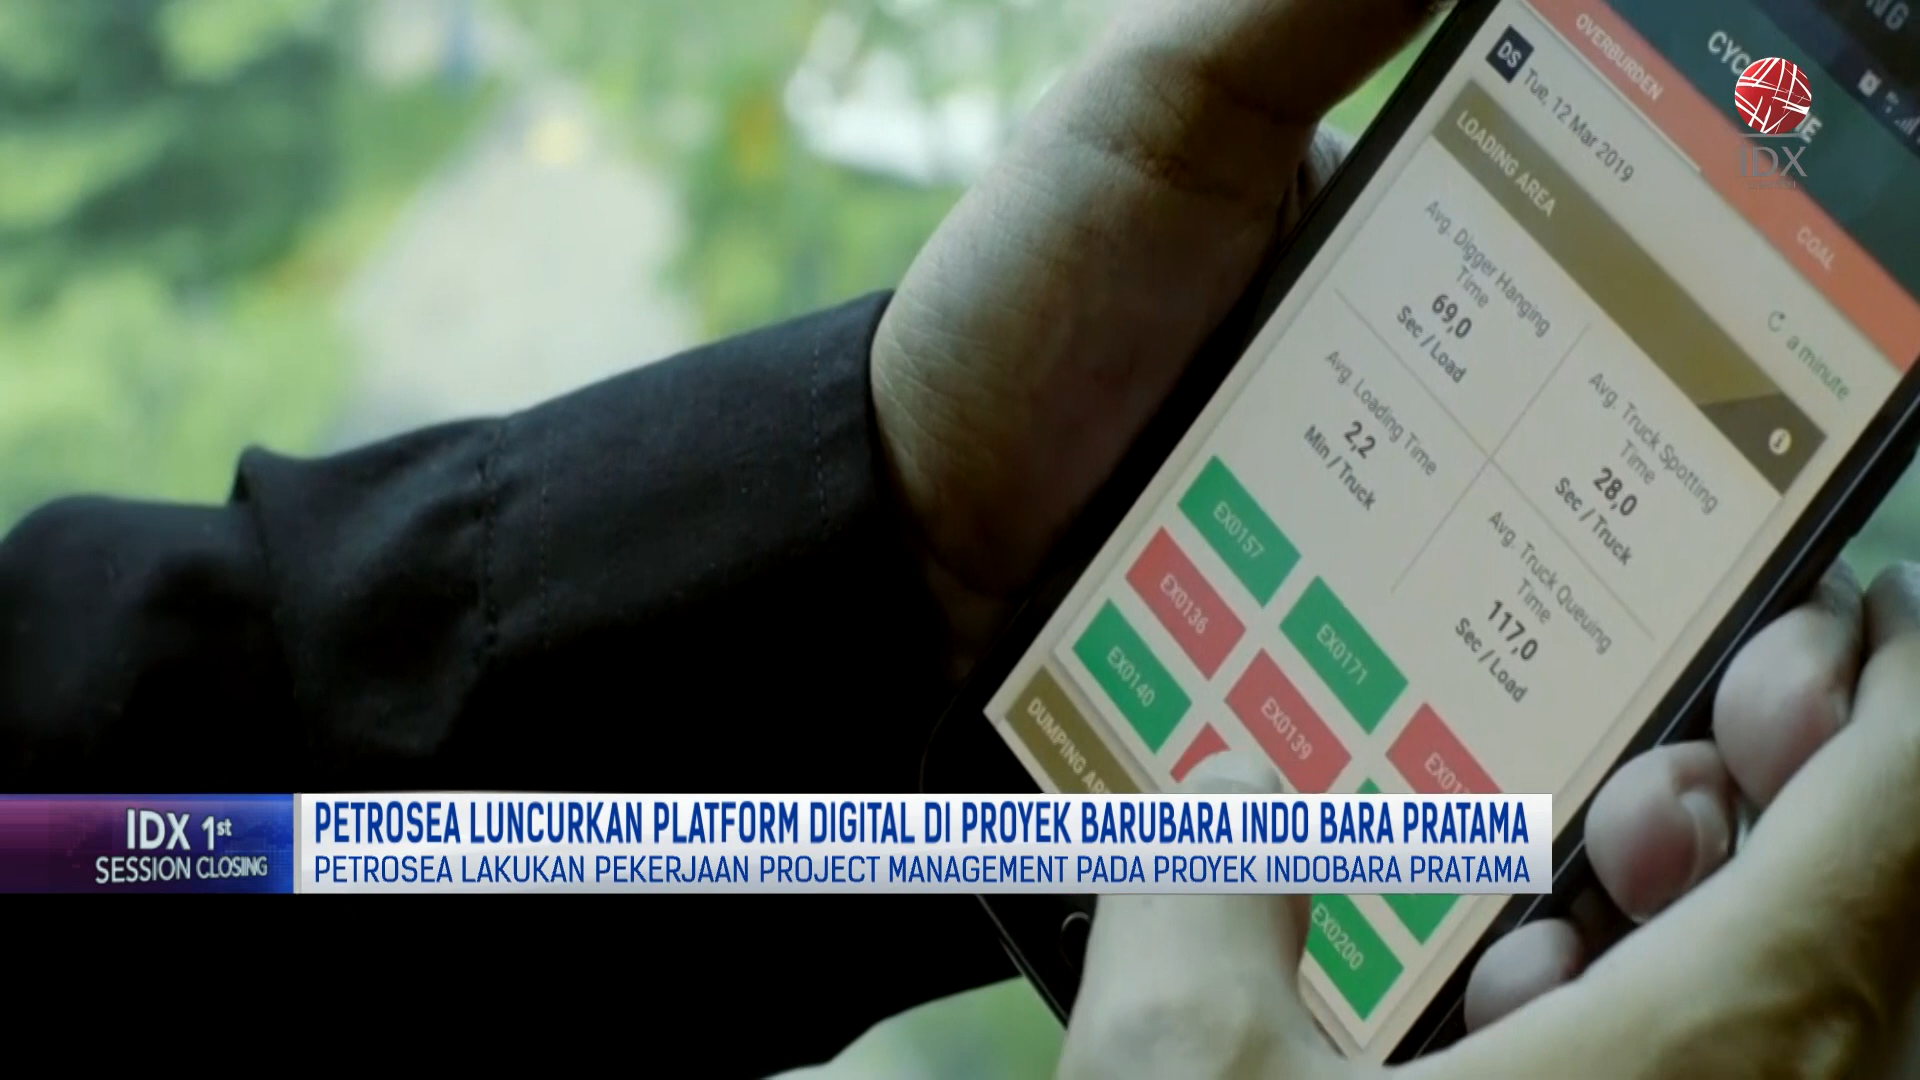 OVERBURDEN
COAL
DS
Tue, 12 Mar 2019
a minute
LOADING AREA
Avg. Digger Hanging
Time
69,0
Sec / Load
Avg. Truck Spotting
Time
28,0
Sec / Truck
Avg. Loading Time
2,2
Min / Truck
Avg. Truck Queuing
Time
117,0
Sec / Load
EX0157
EX0171
EX0136
EX0139
EX0140
EX0200
IDX
IDX 1st
SESSION CLOSING
PETROSEA LUNCURKAN PLATFORM DIGITAL DI PROYEK BARUBARA INDO BARA PRATAMA
PETROSEA LAKUKAN PEKERJAAN PROJECT MANAGEMENT PADA PROYEK INDOBARA PRATAMA